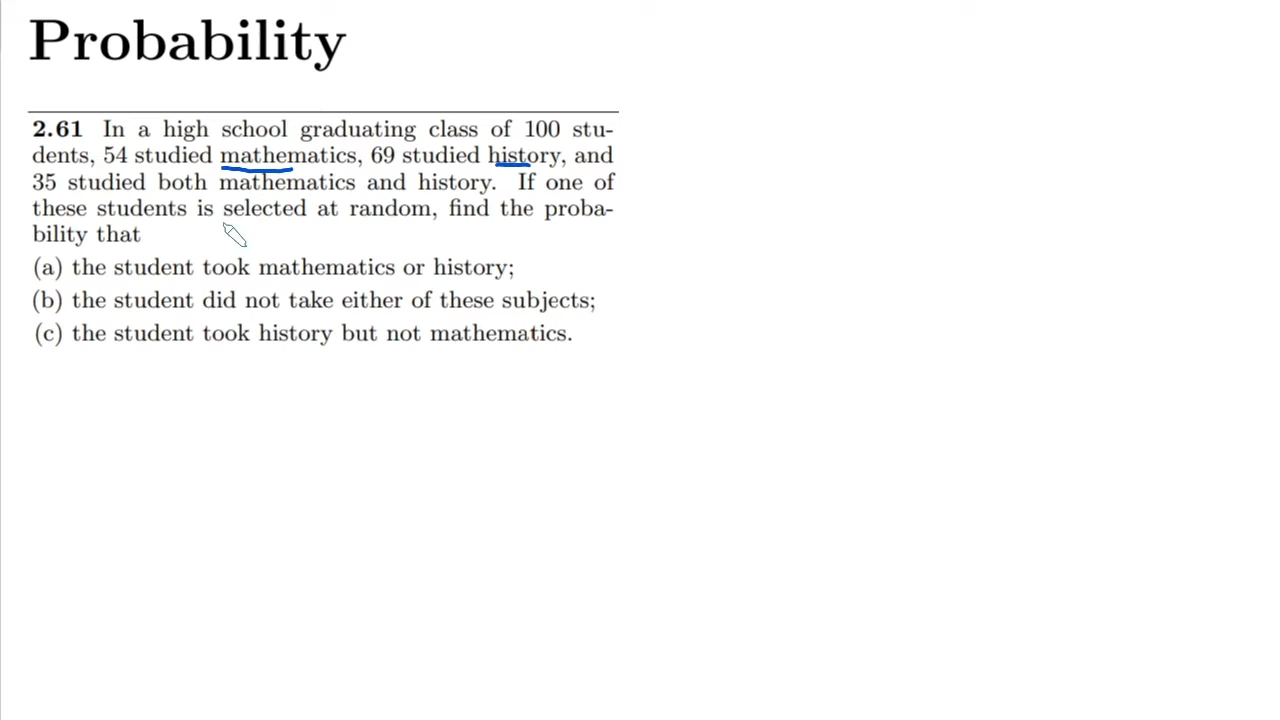 Probability
2.61 In a high school graduating class of 100 stu-
dents, 54 studied mathematics, 69 studied history, and
35 studied both mathematics and history. If one of
these students is selected at random, find the proba-
bility that
(a) the student took mathematics or history;
(b) the student did not take either of these subjects;
(c) the student took history but not mathematics.